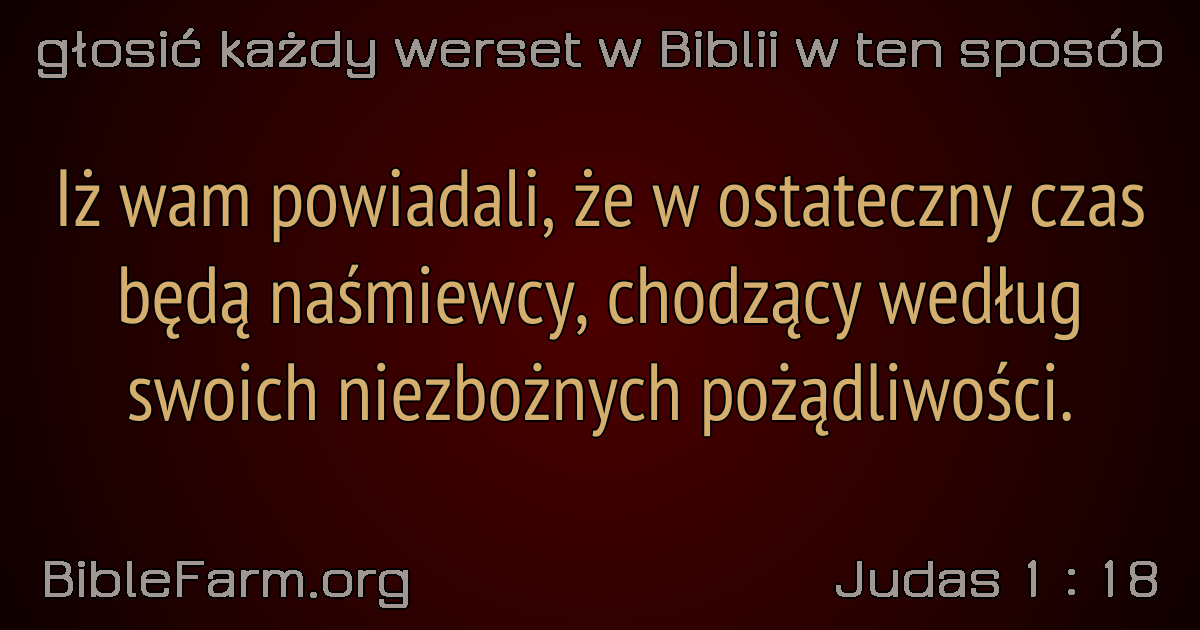 głosić każdy werset w Biblii w ten sposób
Iż wam powiadali, że w ostateczny czas
będą naśmiewcy, chodzący według
swoich niezbożnych pożądliwości.
BibleFarm.org
Judas 1 : 18